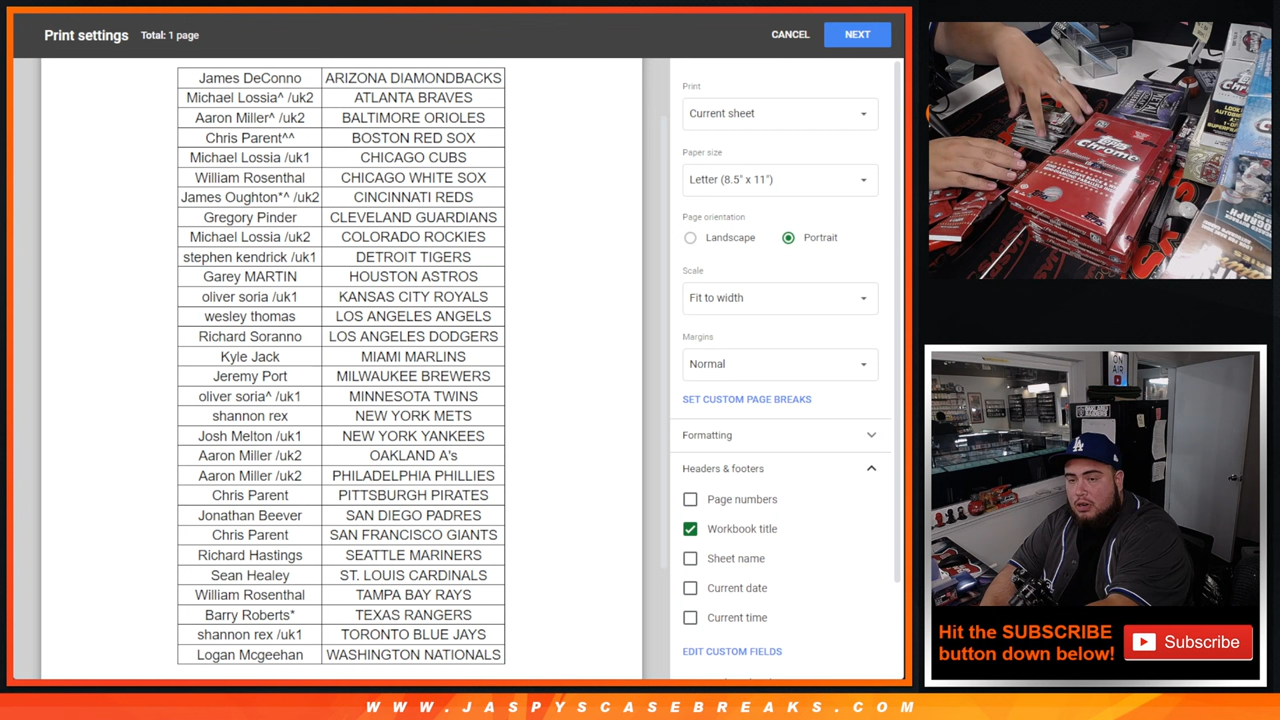 Print settings Total: 1 page CANCEL NEXT
James DeConno ARIZONA DIAMONDBACKS
Michael Lossia^ /uk2 ATLANTA BRAVES
Aaron Miller^ /uk2 BALTIMORE ORIOLES
Chris Parent^^ BOSTON RED SOX
Michael Lossia /uk1 CHICAGO CUBS
William Rosenthal CHICAGO WHITE SOX
James Oughton*^ /uk2 CINCINNATI REDS
Gregory Pinder CLEVELAND GUARDIANS
Michael Lossia /uk2 COLORADO ROCKIES
stephen kendrick /uk1 DETROIT TIGERS
Garey MARTIN HOUSTON ASTROS
oliver soria /uk1 KANSAS CITY ROYALS
wesley thomas LOS ANGELES ANGELS
Richard Soranno LOS ANGELES DODGERS
Kyle Jack MIAMI MARLINS
Jeremy Port MILWAUKEE BREWERS
oliver soria^ /uk1 MINNESOTA TWINS
shannon rex NEW YORK METS
Josh Melton /uk1 NEW YORK YANKEES
Aaron Miller /uk2 OAKLAND A's
Aaron Miller /uk2 PHILADELPHIA PHILLIES
Chris Parent PITTSBURGH PIRATES
Jonathan Beever SAN DIEGO PADRES
Chris Parent SAN FRANCISCO GIANTS
Richard Hastings SEATTLE MARINERS
Sean Healey ST. LOUIS CARDINALS
William Rosenthal TAMPA BAY RAYS
Barry Roberts* TEXAS RANGERS
shannon rex /uk1 TORONTO BLUE JAYS
Logan Mcgeehan WASHINGTON NATIONALS
Print
Current sheet
Paper size
Letter (8.5" x 11")
Page orientation
Landscape Portrait
Scale
Fit to width
Margins
Normal
SET CUSTOM PAGE BREAKS
Formatting
Headers & footers
Page numbers
Workbook title
Sheet name
Current date
Current time
EDIT CUSTOM FIELDS
Chrome
ON
AIR
OAKLAND
RAIDERS
LA
Hit the SUBSCRIBE
button down below!
Subscribe
WWW.JASPYSCASEBREAKS.COM